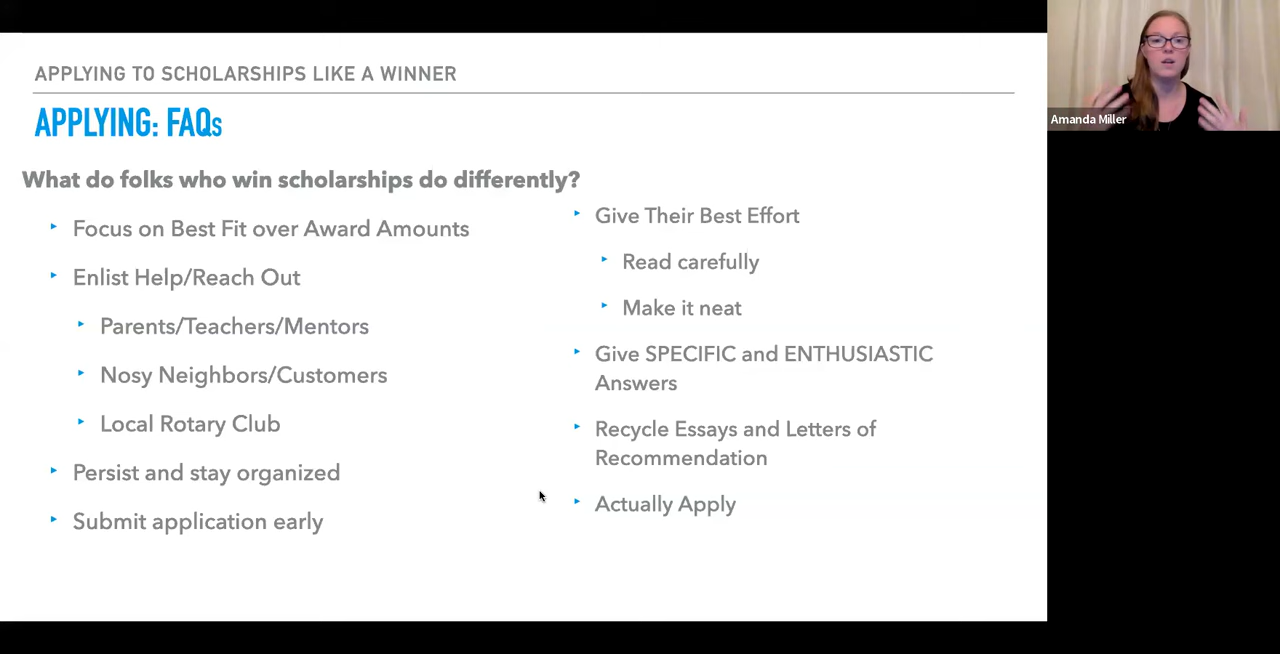 APPLYING TO SCHOLARSHIPS LIKE A WINNER
APPLYING: FAQs
What do folks who win scholarships do differently?
Focus on Best Fit over Award Amounts
Enlist Help/Reach Out
Parents/Teachers/Mentors
Nosy Neighbors/Customers
Local Rotary Club
Persist and stay organized
Submit application early
Give Their Best Effort
Read carefully
Make it neat
Give SPECIFIC and ENTHUSIASTIC
Answers
Recycle Essays and Letters of
Recommendation
Actually Apply
Amanda Miller